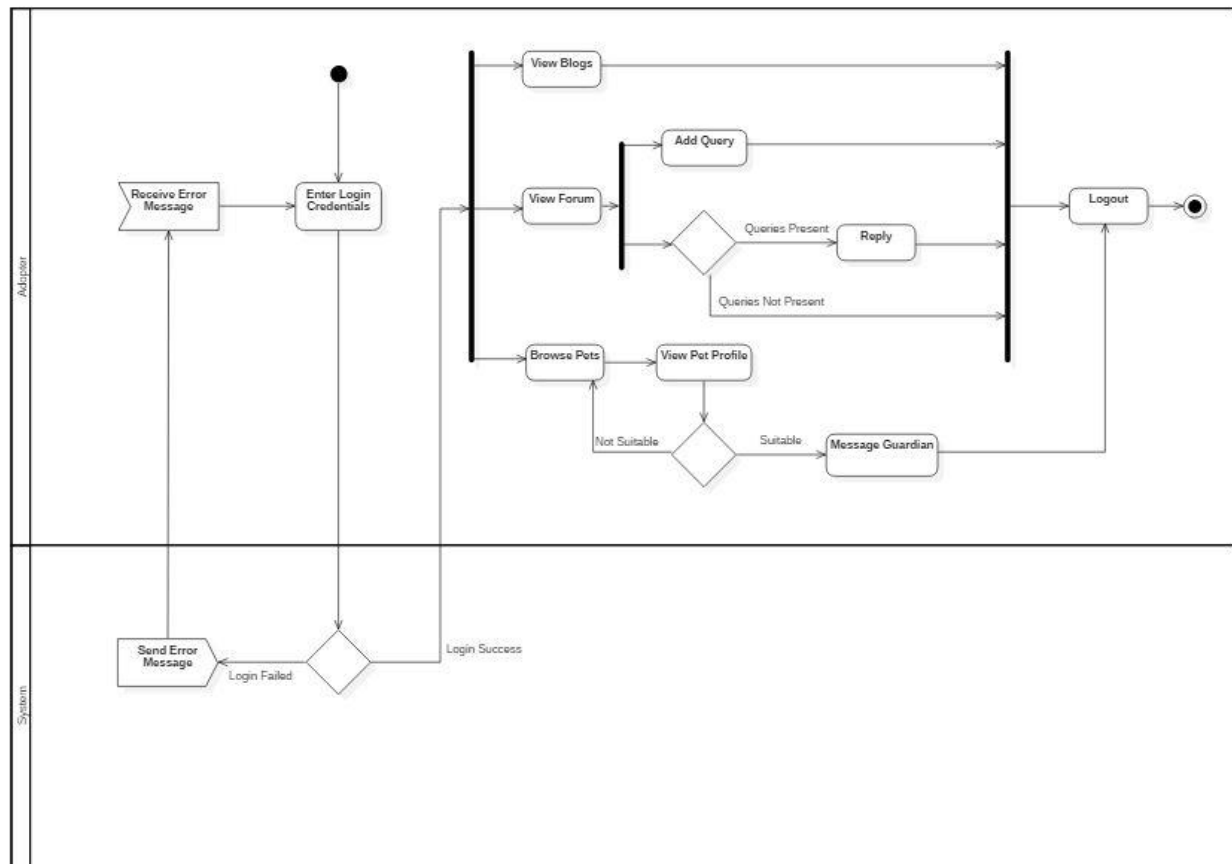 View Blogs
Add Query
Receive Error
Message
Enter Login
Credentials
View Forum
Logout
Queries Present
Reply
Adopter
Queries Not Present
Browse Pets
View Pet Profile
Not Suitable
Suitable
Message Guardian
Send Error
Message
Login Success
Login Failed
System